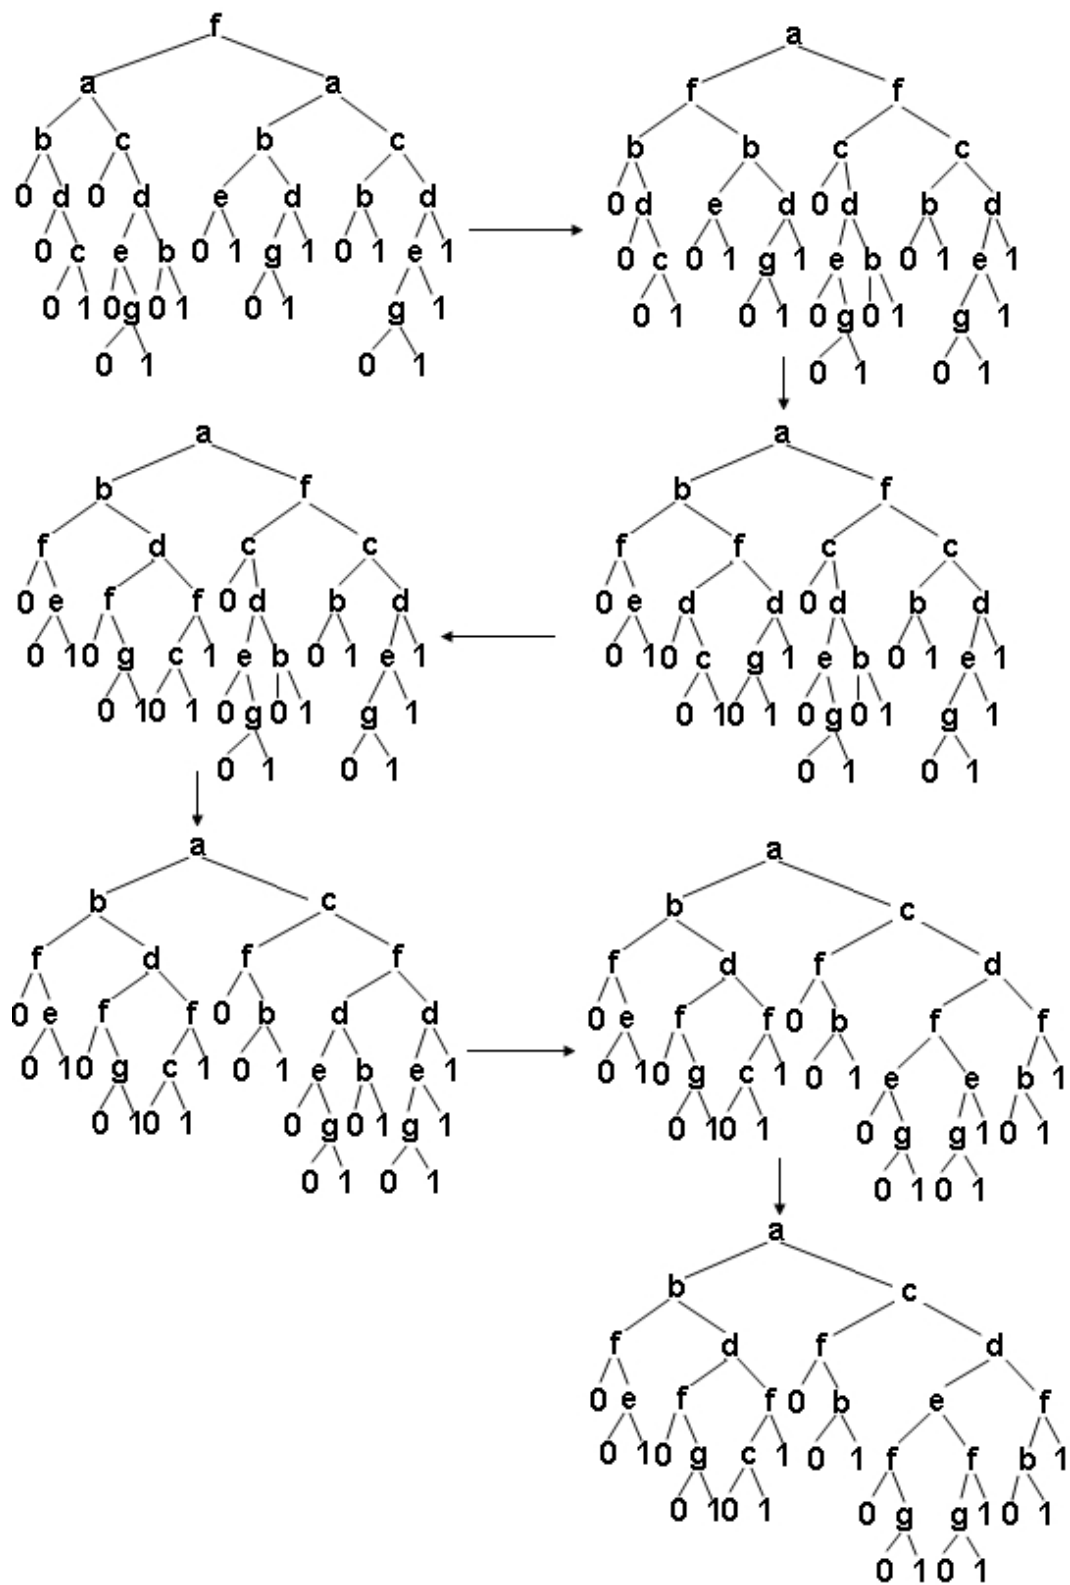 f
a a
b c b c
0 d 0 d e d b d
0 c e b 0 1 g 1 0 1 e 1
0 1 0 g 0 1 0 1 g 1
0 1 0 1
a
f f
b b c c
0 d e d 0 d b d
0 c 0 1 g 1 e b 0 1 e 1
0 1 0 1 0 g 0 1 g 1
0 1 0 1
a
b f
f d c c
0 e f f 0 d b d
0 1 0 g c 1 e b 0 1 e 1
0 1 0 1 0 g 0 1 g 1
0 1 0 1
a
b f
f f c c
0 e d d 0 d b d
0 1 0 c g 1 e b 0 1 e 1
0 1 0 1 0 g 0 1 g 1
0 1 0 1
a
b c
f d f f
0 e f f 0 b d d
0 1 0 g c 1 0 1 e b e 1
0 1 0 1 0 g 0 1 g 1
0 1 0 1
a
b c
f d f d
0 e f f 0 b f f
0 1 0 g c 1 0 1 e e b 1
0 1 0 1 0 g g 1 0 1
0 1 0 1
a
b c
f d f d
0 e f f 0 b e f
0 1 0 g c 1 0 1 f f b 1
0 1 0 1 0 g g 1 0 1
0 1 0 1